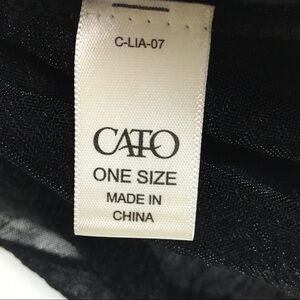 C-LIA-07
CATO
ONE SIZE
MADE IN
CHINA